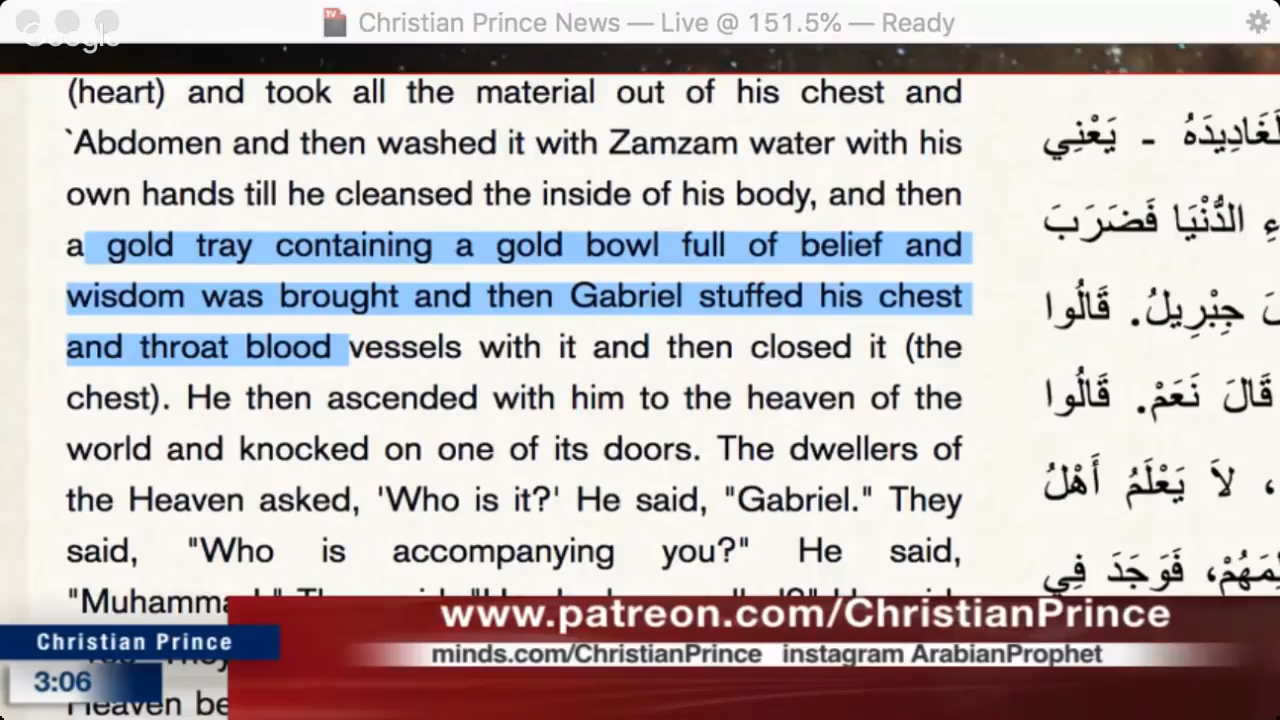 Christian Prince News — Live @ 151.5% — Ready
Google
(heart) and took all the material out of his chest and
`Abdomen and then washed it with Zamzam water with his
own hands till he cleansed the inside of his body, and then
a gold tray containing a gold bowl full of belief and
wisdom was brought and then Gabriel stuffed his chest
and throat blood vessels with it and then closed it (the
chest). He then ascended with him to the heaven of the
world and knocked on one of its doors. The dwellers of
the Heaven asked, 'Who is it?' He said, "Gabriel." They
said, "Who is accompanying you?" He said,
"Muhamma
Heaven be
يَعْنِي
الدُّنْيَا فَضَرَبَ
جِبْرِيلُ. قَالُوا
قَالَ نَعَمْ. قَالُوا
، لاَ يَعْلَمُ أَهْلُ
فَوَجَدَ فِي
www.patreon.com/ChristianPrince
minds.com/ChristianPrince instagram ArabianProphet
Christian Prince
3:06